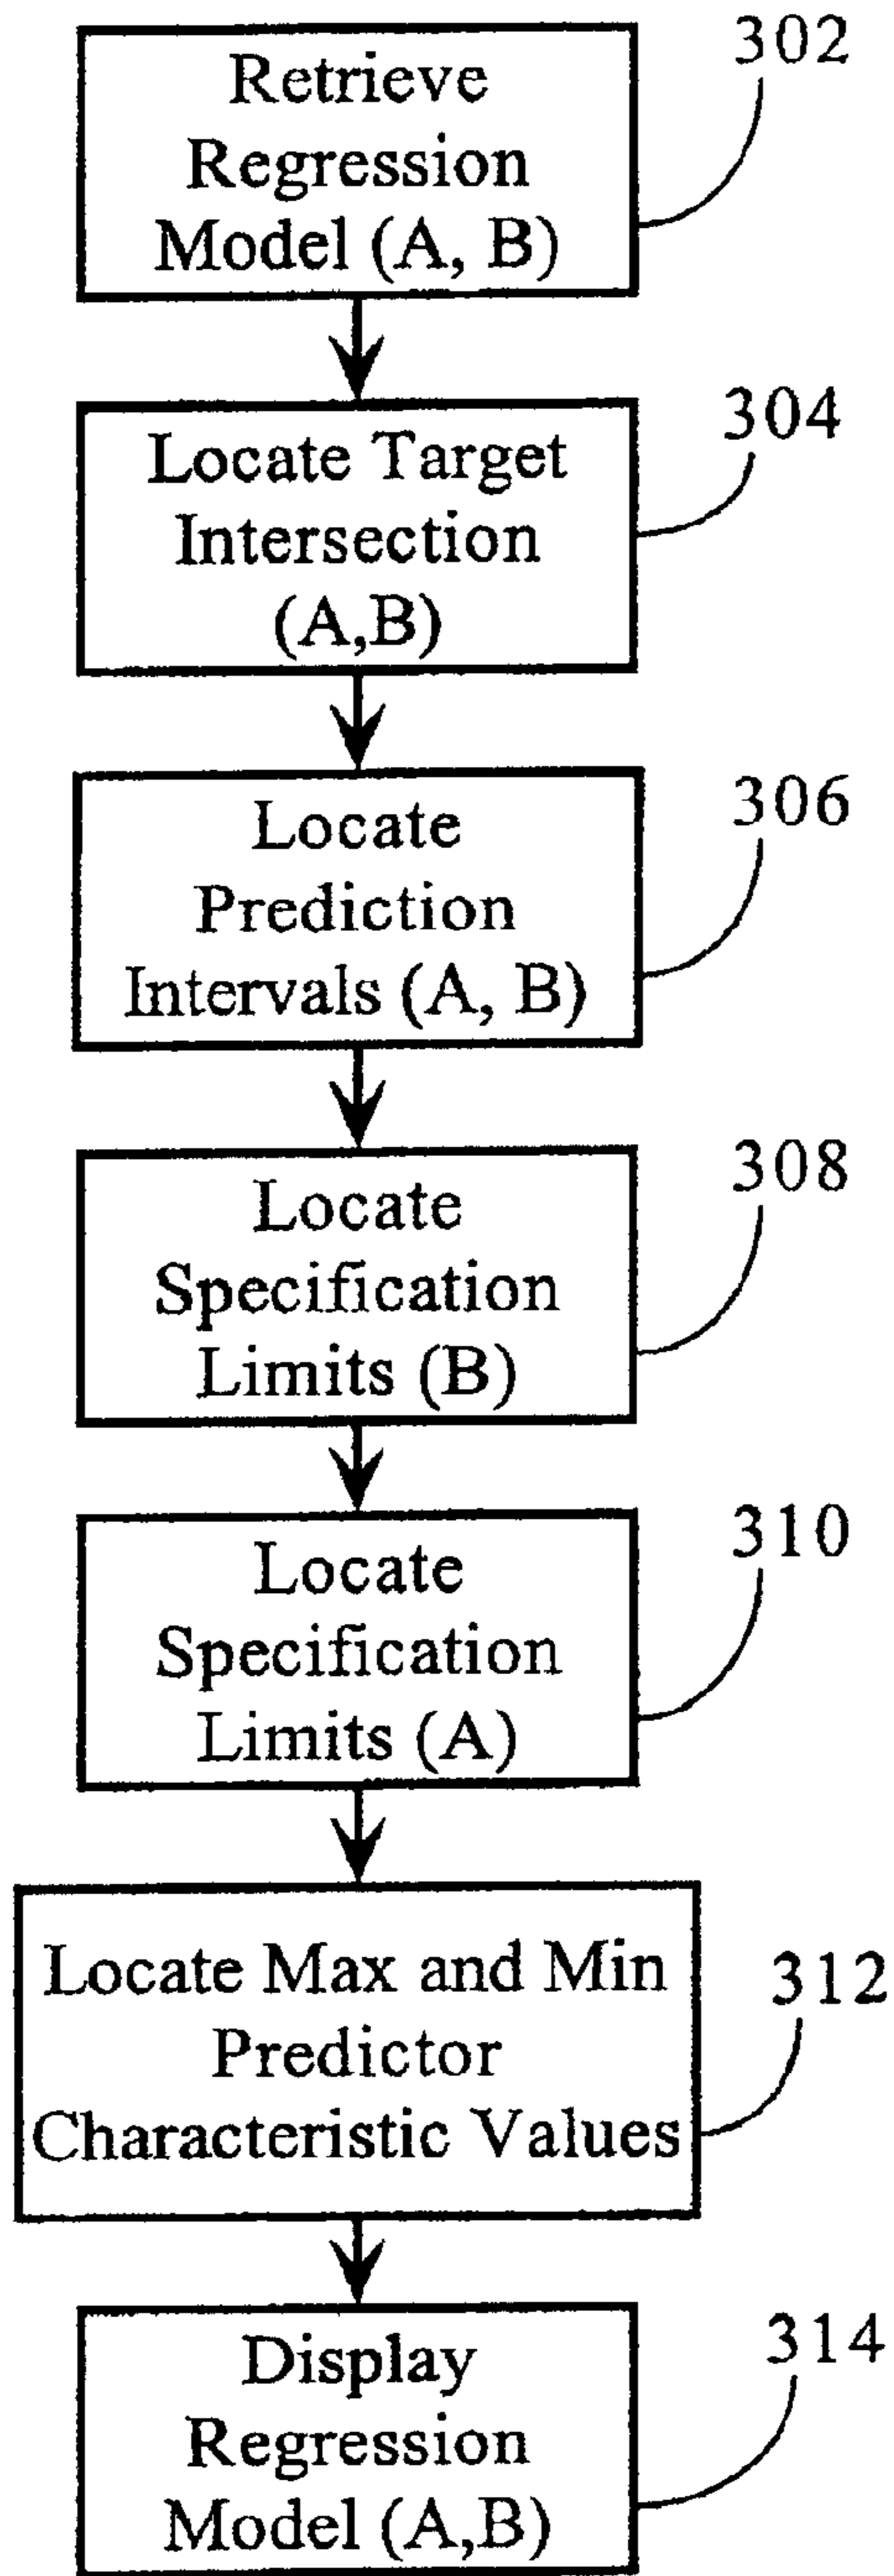 302
Retrieve
Regression
Model (A, B)
304
Locate Target
Intersection
(A,B)
306
Locate
Prediction
Intervals (A, B)
308
Locate
Specification
Limits (B)
310
Locate
Specification
Limits (A)
312
Locate Max and Min
Predictor
Characteristic Values
314
Display
Regression
Model (A,B)